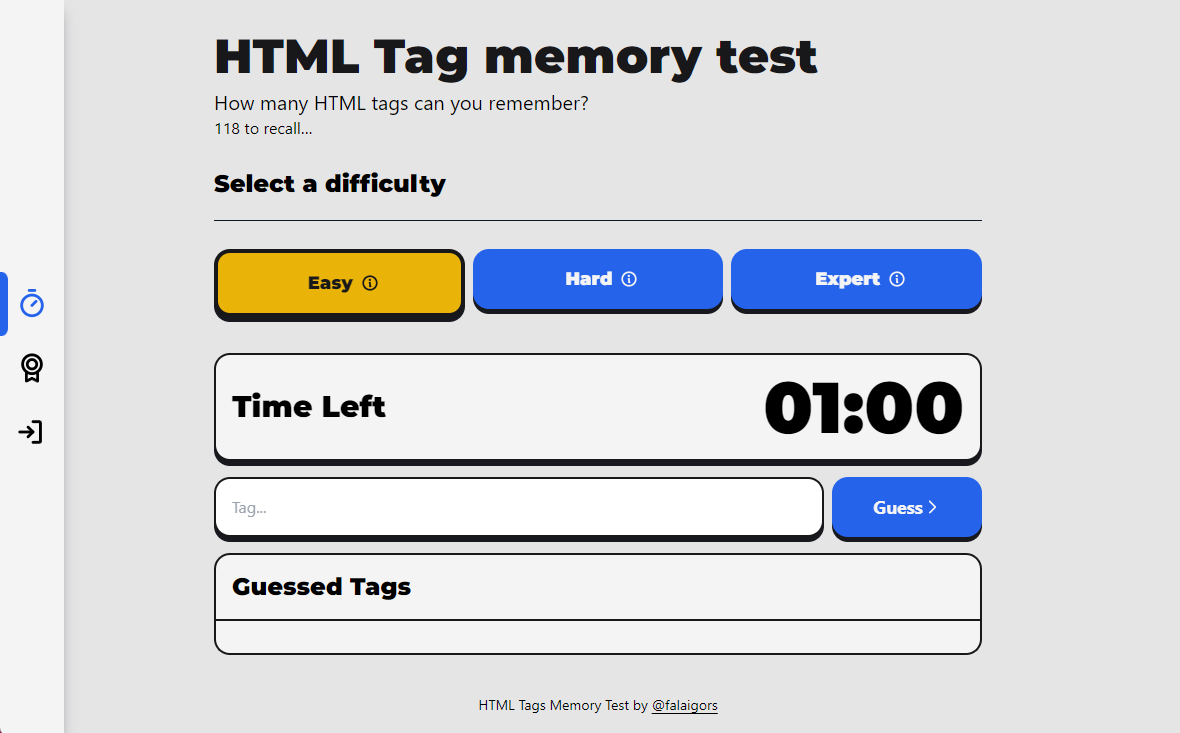 HTML Tag memory test
How many HTML tags can you remember?
118 to recall...
Select a difficulty
Easy
Hard
Expert
Time Left
01:00
Tag...
Guess
Guessed Tags
HTML Tags Memory Test by @falaigors